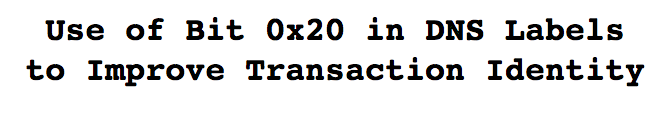 Use of Bit 0x20 in DNS Labels
to Improve Transaction Identity